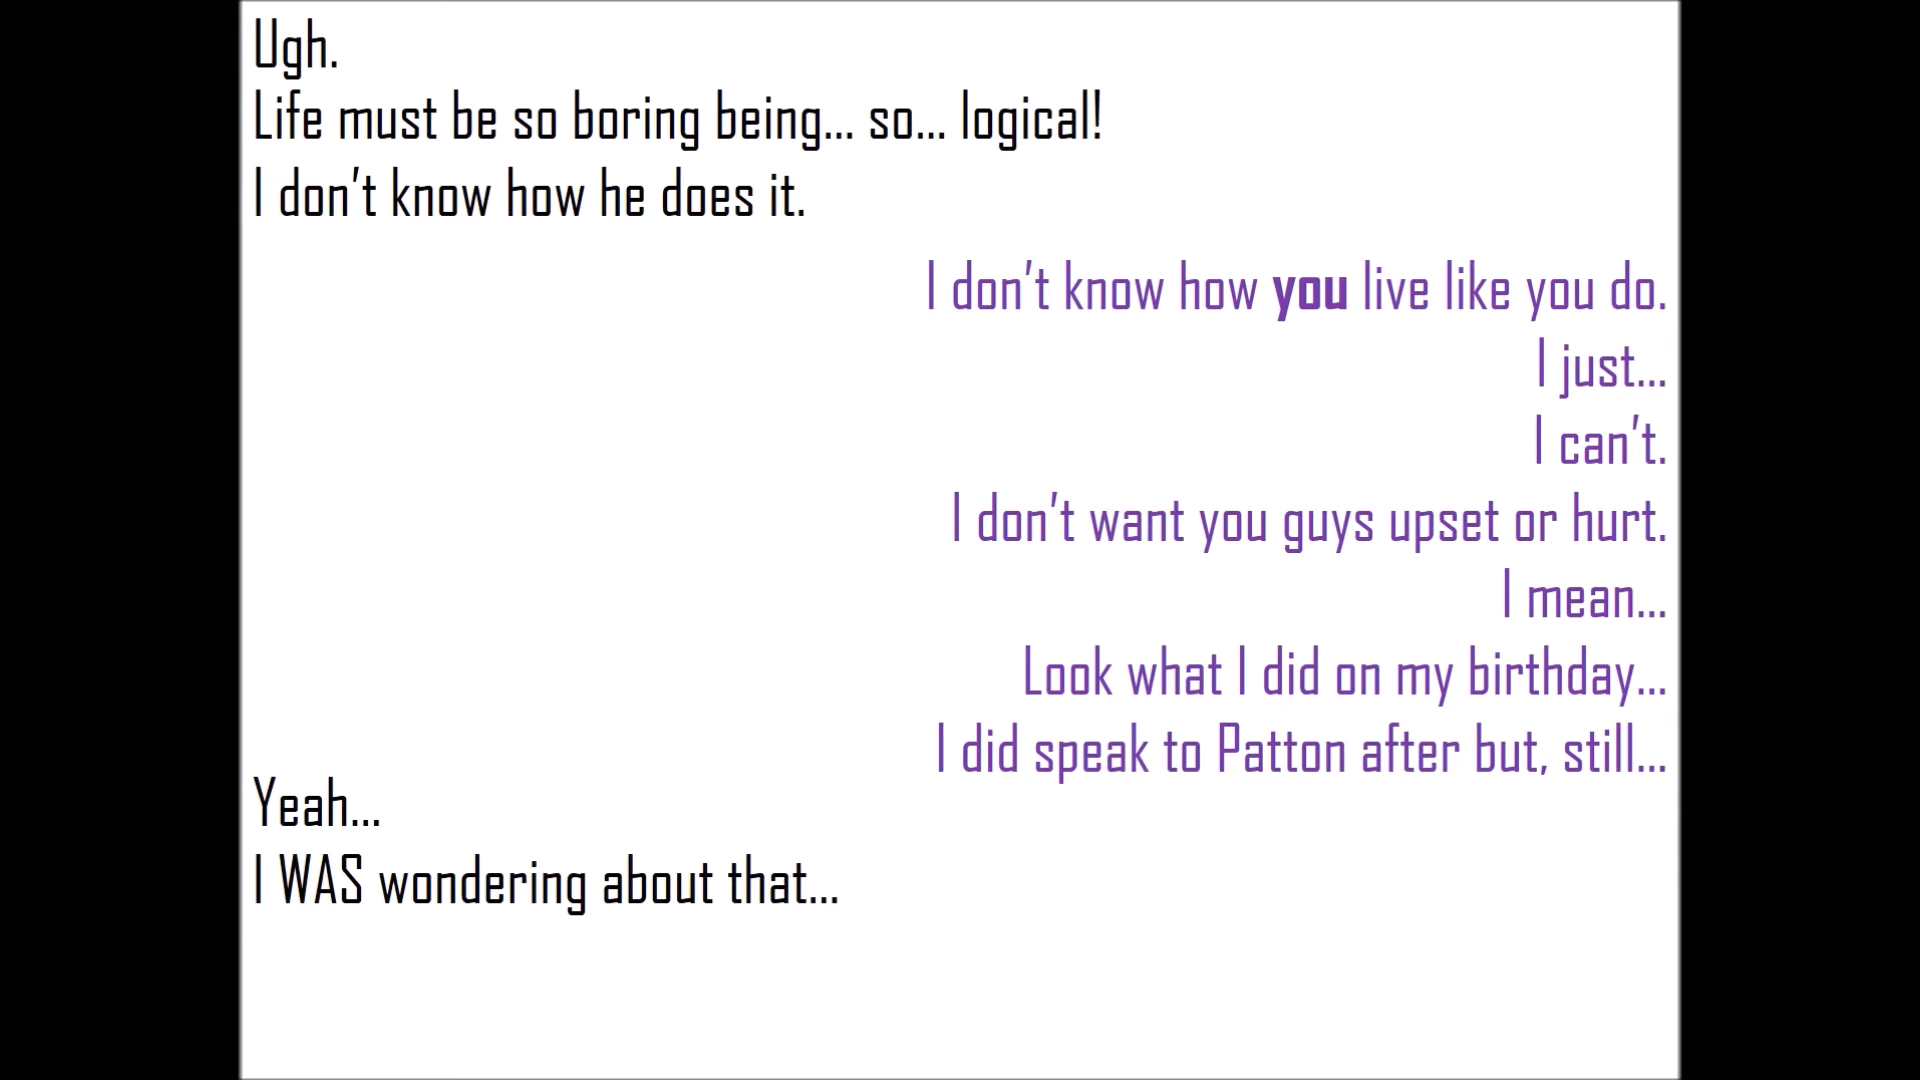 Ugh.
Life must be so boring being... so... logical!
I don't know how he does it.
I don't know how you live like you do.
I just...
I can't.
I don't want you guys upset or hurt.
I mean...
Look what I did on my birthday...
I did speak to Patton after but, still...
Yeah...
I WAS wondering about that...